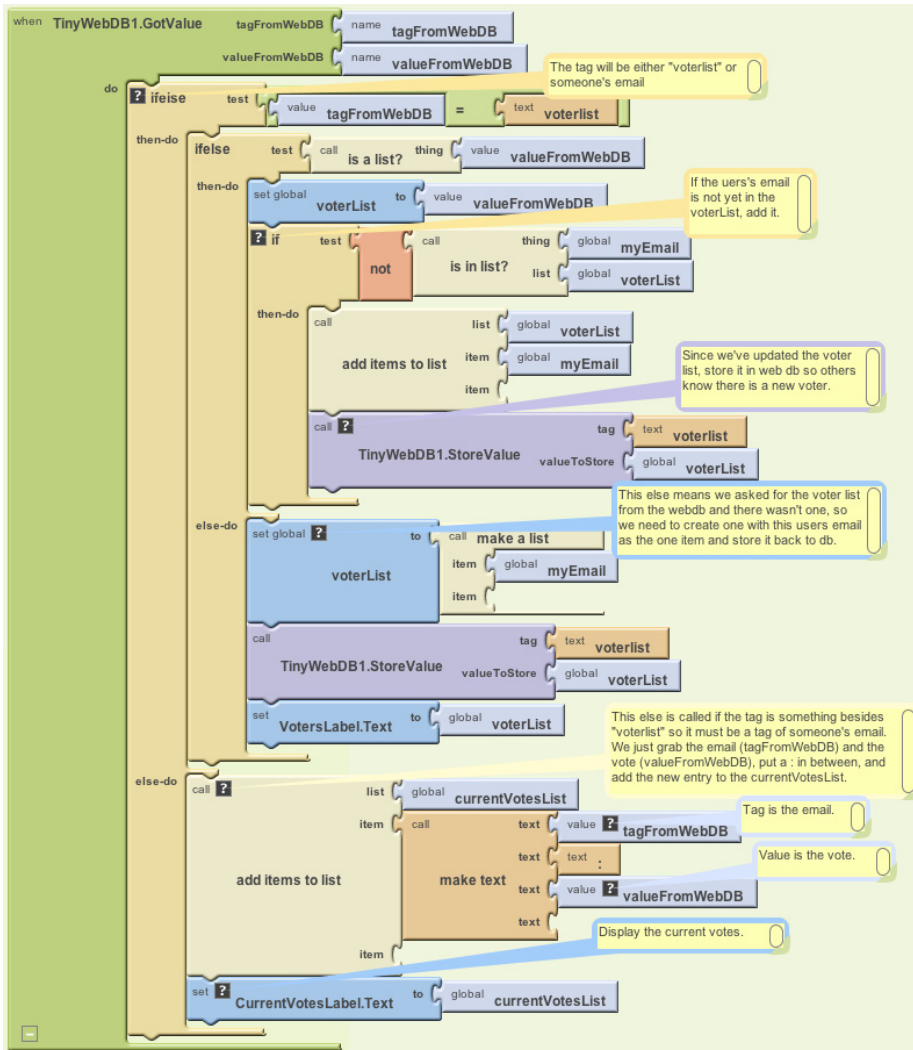 when TinyWebDB1.GotValue tagFromWebDB name tagFromWebDB
valueFromWebDB name valueFromWebDB
The tag will be either "voterlist" or
someone's email
do ? ifelse test value tagFromWebDB = text voterlist
then-do ifelse test call is a list? thing value valueFromWebDB
then-do set global voterList to value valueFromWebDB
If the uers's email
is not yet in the
voterList, add it.
? if test not call is in list? thing global myEmail
list global voterList
then-do call add items to list list global voterList
item global myEmail
item
Since we've updated the voter
list, store it in web db so others
know there is a new voter.
call ? TinyWebDB1.StoreValue tag text voterlist
valueToStore global voterList
This else means we asked for the voter list
from the webdb and there wasn't one, so
we need to create one with this users email
as the one item and store it back to db.
else-do set global ? voterList to call make a list
item global myEmail
item
call TinyWebDB1.StoreValue tag text voterlist
valueToStore global voterList
set VotersLabel.Text to global voterList
This else is called if the tag is something besides
"voterlist" so it must be a tag of someone's email.
We just grab the email (tagFromWebDB) and the
vote (valueFromWebDB), put a : in between, and
add the new entry to the currentVotesList.
else-do call ? add items to list list global currentVotesList
item call make text text value ? tagFromWebDB
Tag is the email.
text text :
text value ? valueFromWebDB
Value is the vote.
text
item
Display the current votes.
set ? CurrentVotesLabel.Text to global currentVotesList